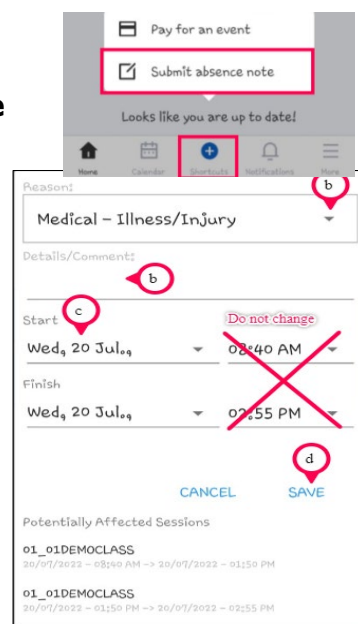 Pay for an event
e
Submit absence note
Looks like you are up to date!
Home Calendar Shortcuts Notifications More
Reason:
b
Medical – Illness/Injury
Details/Comment:
b
c
Start
Do not change
Wed, 20 Jul., 08:40 AM
Finish
Wed, 20 Jul., 02:55 PM
d
CANCEL SAVE
Potentially Affected Sessions
01_01DEMOCLASS
20/07/2022 – 08:40 AM –> 20/07/2022 – 01:50 PM
01_01DEMOCLASS
20/07/2022 – 01:50 PM –> 20/07/2022 – 02:55 PM